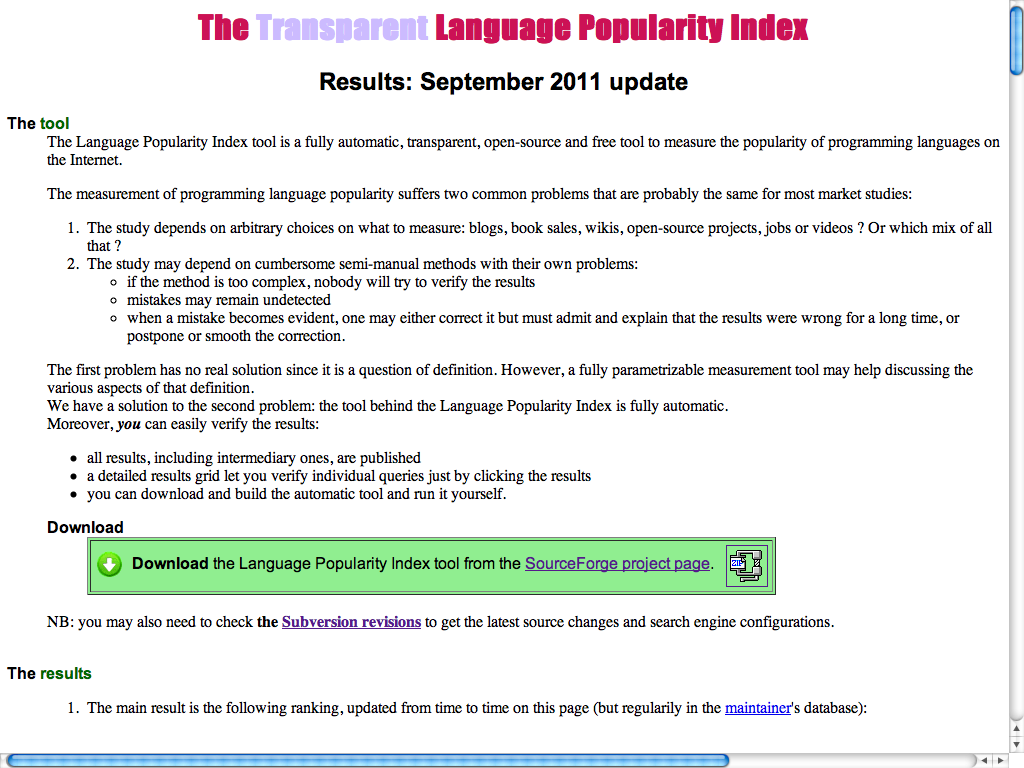 The Transparent Language Popularity Index
Results: September 2011 update
The tool
The Language Popularity Index tool is a fully automatic, transparent, open-source and free tool to measure the popularity of programming languages on
the Internet.
The measurement of programming language popularity suffers two common problems that are probably the same for most market studies:
1. The study depends on arbitrary choices on what to measure: blogs, book sales, wikis, open-source projects, jobs or videos ? Or which mix of all
that ?
2. The study may depend on cumbersome semi-manual methods with their own problems:
if the method is too complex, nobody will try to verify the results
mistakes may remain undetected
when a mistake becomes evident, one may either correct it but must admit and explain that the results were wrong for a long time, or
postpone or smooth the correction.
The first problem has no real solution since it is a question of definition. However, a fully parametrizable measurement tool may help discussing the
various aspects of that definition.
We have a solution to the second problem: the tool behind the Language Popularity Index is fully automatic.
Moreover, you can easily verify the results:
• all results, including intermediary ones, are published
• a detailed results grid let you verify individual queries just by clicking the results
• you can download and build the automatic tool and run it yourself.
Download
Download the Language Popularity Index tool from the SourceForge project page. ZIP
NB: you may also need to check the Subversion revisions to get the latest source changes and search engine configurations.
The results
1. The main result is the following ranking, updated from time to time on this page (but regularily in the maintainer's database):